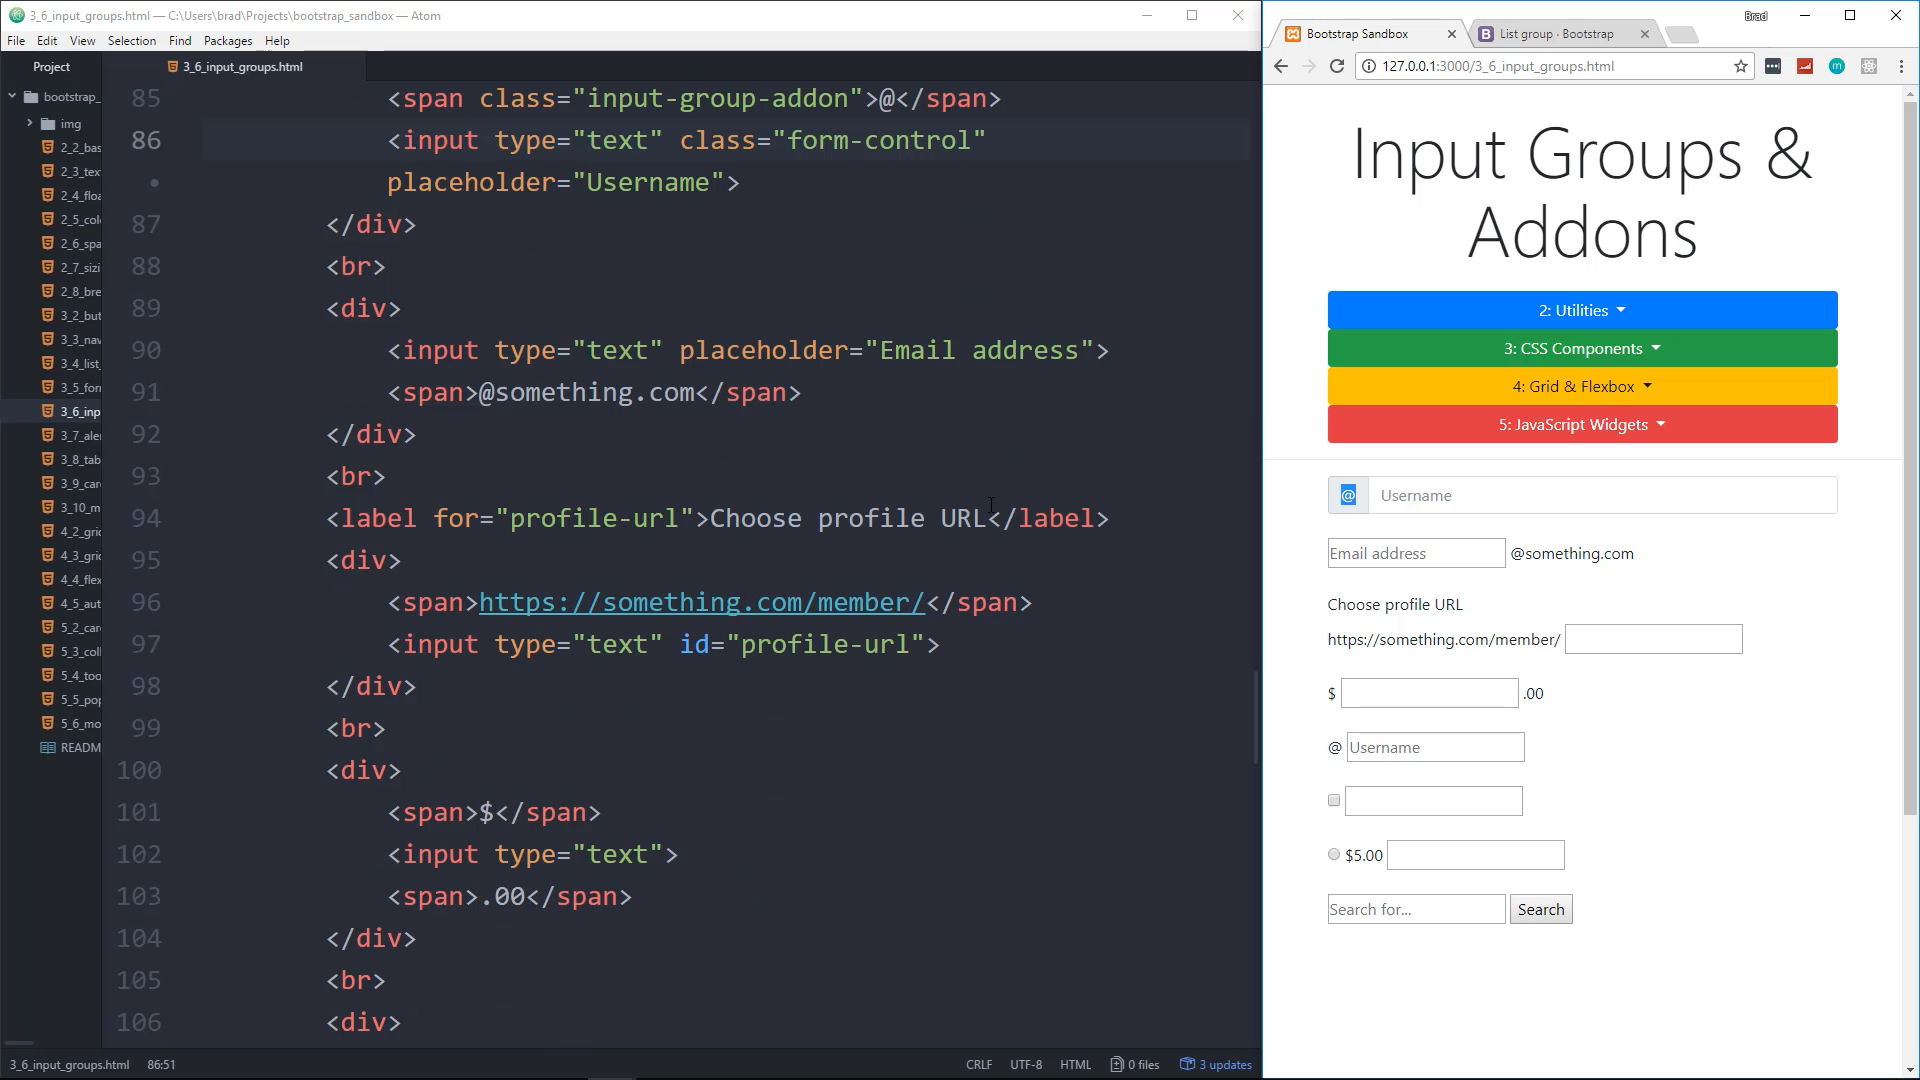 3_6_input_groups.html — C:\Users\brad\Projects\bootstrap_sandbox — Atom
File Edit View Selection Find Packages Help
Project
bootstrap_
img
2_2_bas
2_3_tex
2_4_floa
2_5_colo
2_6_spa
2_7_sizi
2_8_bre
3_2_but
3_3_nav
3_4_list_
3_5_forr
3_6_inp
3_7_aler
3_8_tab
3_9_car
3_10_m
4_2_gric
4_3_gric
4_4_flex
4_5_aut
5_2_car
5_3_coll
5_4_too
5_5_pop
5_6_mo
READM
3_6_input_groups.html
85 <span class="input-group-addon">@</span>
86 <input type="text" class="form-control"
• placeholder="Username">
87 </div>
88 <br>
89 <div>
90 <input type="text" placeholder="Email address">
91 <span>@something.com</span>
92 </div>
93 <br>
94 <label for="profile-url">Choose profile URL</label>
95 <div>
96 <span>https://something.com/member/</span>
97 <input type="text" id="profile-url">
98 </div>
99 <br>
100 <div>
101 <span>$</span>
102 <input type="text">
103 <span>.00</span>
104 </div>
105 <br>
106 <div>
3_6_input_groups.html 86:51 CRLF UTF-8 HTML 0 files 3 updates
Brad
Bootstrap Sandbox
B List group · Bootstrap
127.0.0.1:3000/3_6_input_groups.html
m
Input Groups &
Addons
2: Utilities
3: CSS Components
4: Grid & Flexbox
5: JavaScript Widgets
@ Username
Email address @something.com
Choose profile URL
https://something.com/member/
$ .00
@ Username
$5.00
Search for... Search